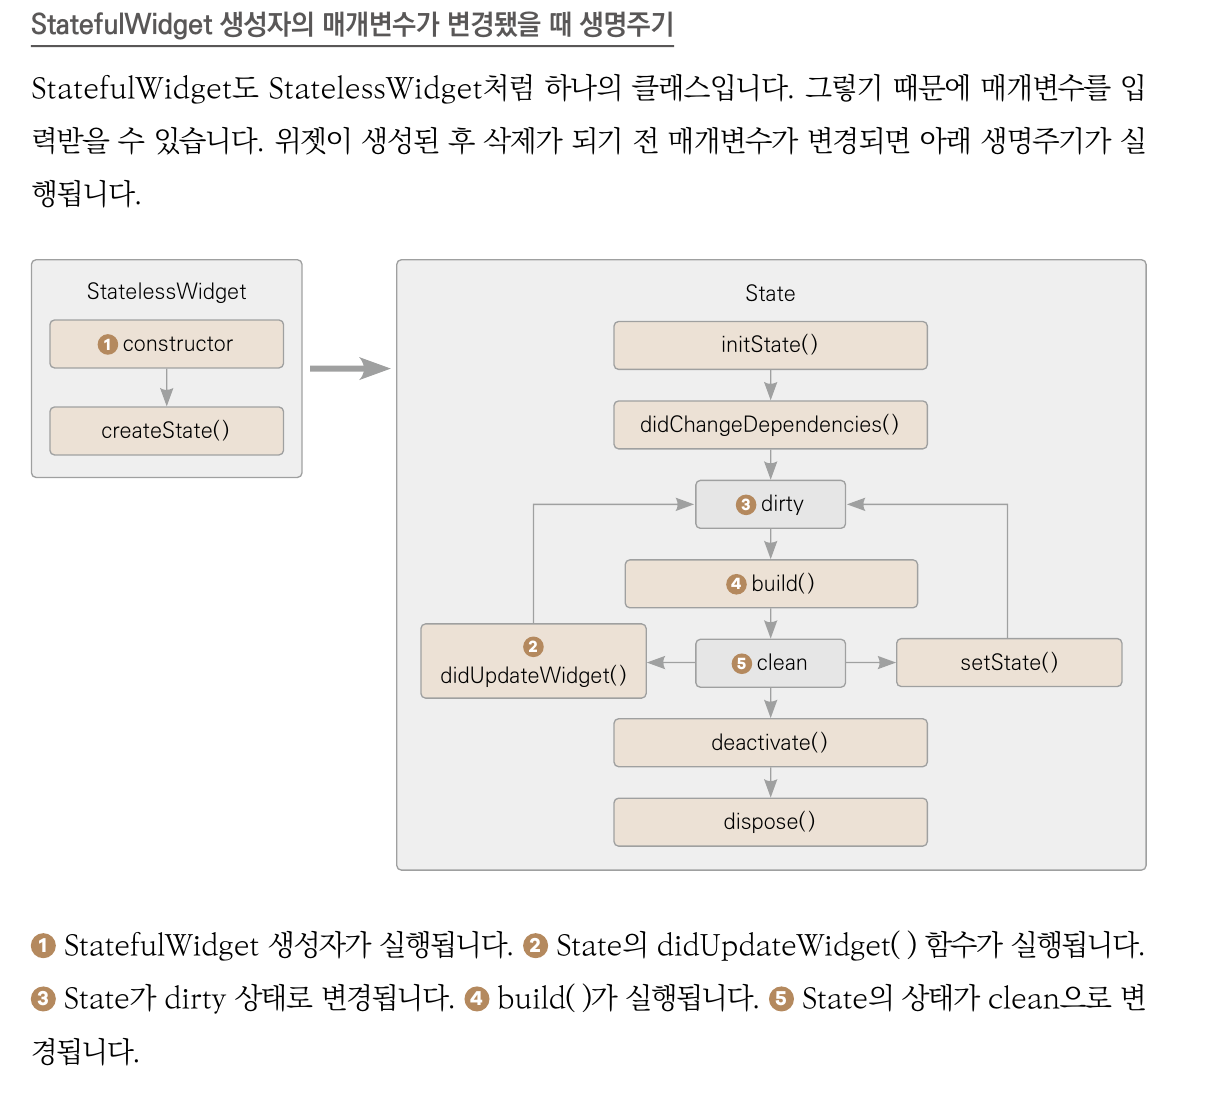 StatefulWidget 생성자의 매개변수가 변경됐을 때 생명주기
StatefulWidget도 StatelessWidget처럼 하나의 클래스입니다. 그렇기 때문에 매개변수를 입
력받을 수 있습니다. 위젯이 생성된 후 삭제가 되기 전 매개변수가 변경되면 아래 생명주기가 실
행됩니다.
StatelessWidget
❶ constructor
createState()
State
initState()
didChangeDependencies()
❸ dirty
❹ build()
❷
didUpdateWidget()
❺ clean
setState()
deactivate()
dispose()
❶ StatefulWidget 생성자가 실행됩니다. ❷ State의 didUpdateWidget( ) 함수가 실행됩니다.
❸ State가 dirty 상태로 변경됩니다. ❹ build( )가 실행됩니다. ❺ State의 상태가 clean으로 변
경됩니다.